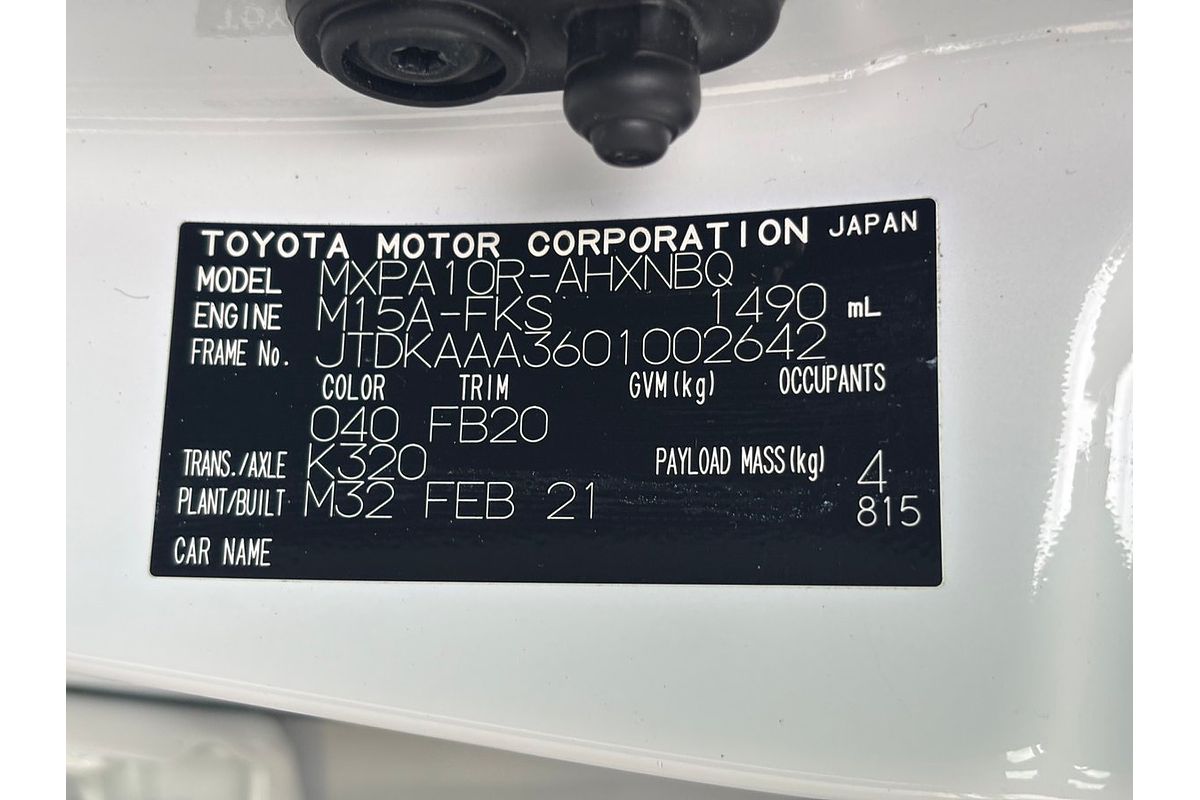 TOYOTA MOTOR CORPORATION JAPAN
MODEL MXPA10R-AHXNBQ
ENGINE M15A-FKS 1490 mL
FRAME No. JTDKAAA3601002642
COLOR TRIM GVM(kg) OCCUPANTS
040 FB20
TRANS./AXLE K320 PAYLOAD MASS(kg) 4
PLANT/BUILT M32 FEB 21 815
CAR NAME